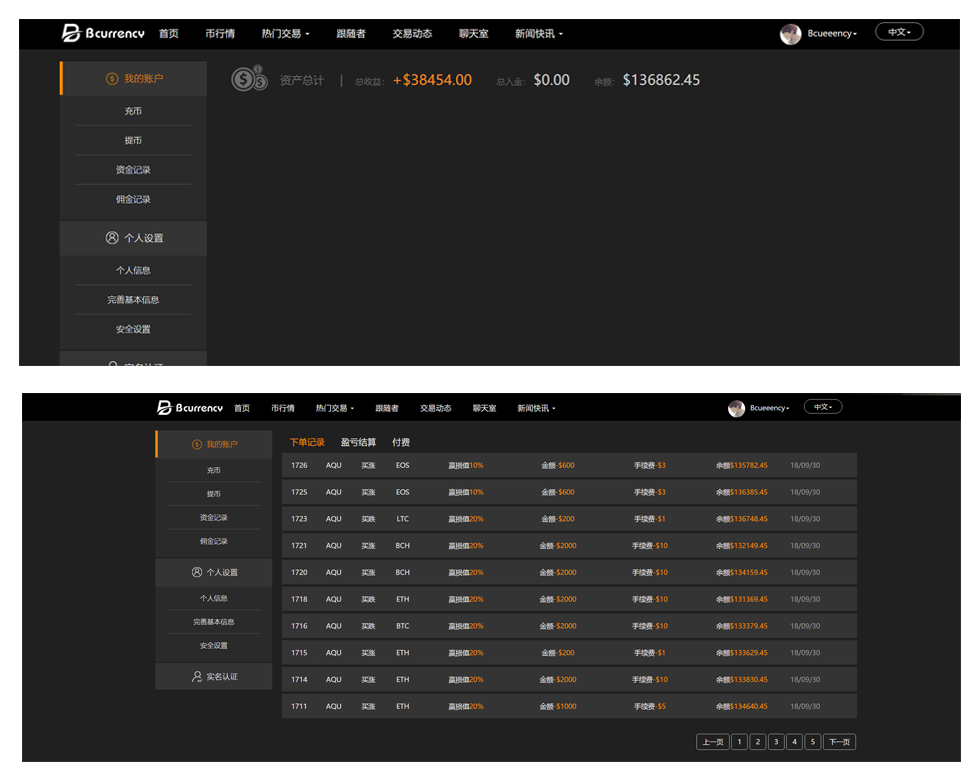 Bcurrency 首页 币行情 热门交易 跟随者 交易动态 聊天室 新闻快讯 Bcueeency 中文
我的账户 资产总计 | 总收益: +$38454.00 总入金: $0.00 余额: $136862.45
充币
提币
资金记录
佣金记录
个人设置
个人信息
完善基本信息
安全设置
实名认证
Bcurrency 首页 币行情 热门交易 跟随者 交易动态 聊天室 新闻快讯 Bcueeency 中文
我的账户
充币
提币
资金记录
佣金记录
个人设置
个人信息
完善基本信息
安全设置
实名认证
下单记录 盈亏结算 付费
1726 AQU 买涨 EOS 赢损值10% 金额-$600 手续费-$3 余额$135782.45 18/09/30
1725 AQU 买涨 EOS 赢损值10% 金额-$600 手续费-$3 余额$136385.45 18/09/30
1723 AQU 买跌 LTC 赢损值20% 金额-$200 手续费-$1 余额$136748.45 18/09/30
1721 AQU 买涨 BCH 赢损值20% 金额-$2000 手续费-$10 余额$132149.45 18/09/30
1720 AQU 买涨 BCH 赢损值20% 金额-$2000 手续费-$10 余额$134159.45 18/09/30
1718 AQU 买跌 ETH 赢损值20% 金额-$2000 手续费-$10 余额$131369.45 18/09/30
1716 AQU 买跌 BTC 赢损值20% 金额-$2000 手续费-$10 余额$133379.45 18/09/30
1715 AQU 买涨 ETH 赢损值20% 金额-$200 手续费-$1 余额$133629.45 18/09/30
1714 AQU 买涨 ETH 赢损值20% 金额-$2000 手续费-$10 余额$133830.45 18/09/30
1711 AQU 买涨 ETH 赢损值20% 金额-$1000 手续费-$5 余额$134640.45 18/09/30
上一页 1 2 3 4 5 下一页